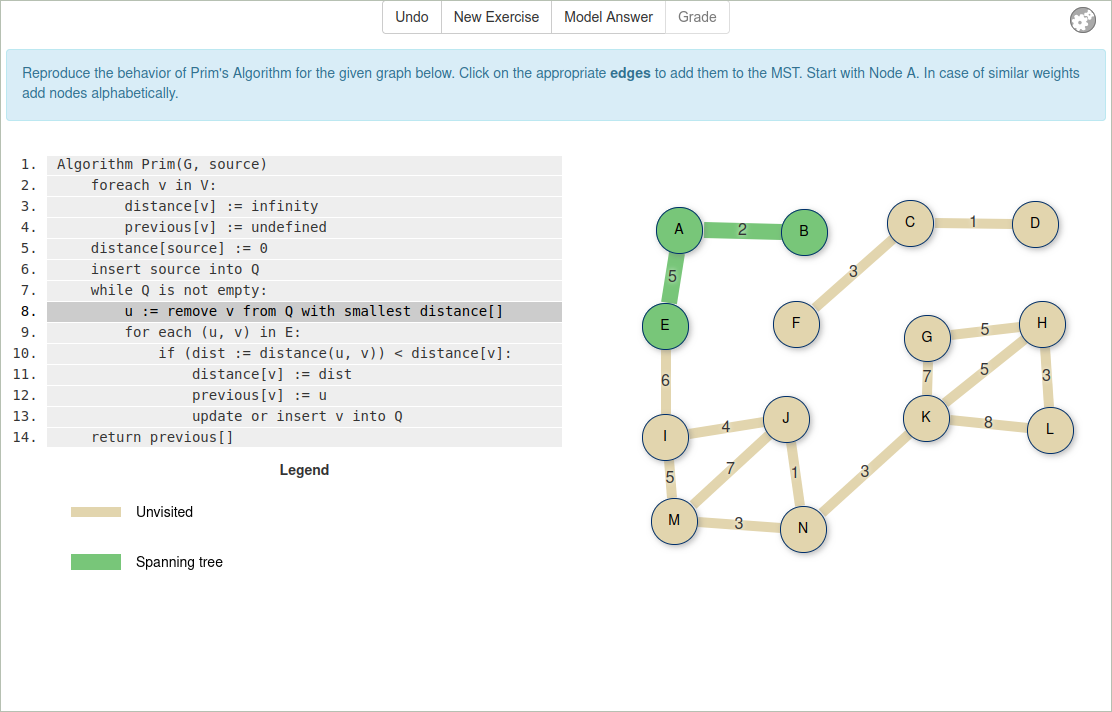 Undo New Exercise Model Answer Grade
Reproduce the behavior of Prim's Algorithm for the given graph below. Click on the appropriate edges to add them to the MST. Start with Node A. In case of similar weights
add nodes alphabetically.
1. Algorithm Prim(G, source)
2. foreach v in V:
3. distance[v] := infinity
4. previous[v] := undefined
5. distance[source] := 0
6. insert source into Q
7. while Q is not empty:
8. u := remove v from Q with smallest distance[]
9. for each (u, v) in E:
10. if (dist := distance(u, v)) < distance[v]:
11. distance[v] := dist
12. previous[v] := u
13. update or insert v into Q
14. return previous[]
Legend
Unvisited
Spanning tree
A 2 B C 1 D
5 3
E F G 5 H
6 7 5 3
I 4 J K 8 L
5 7 1 3
M 3 N